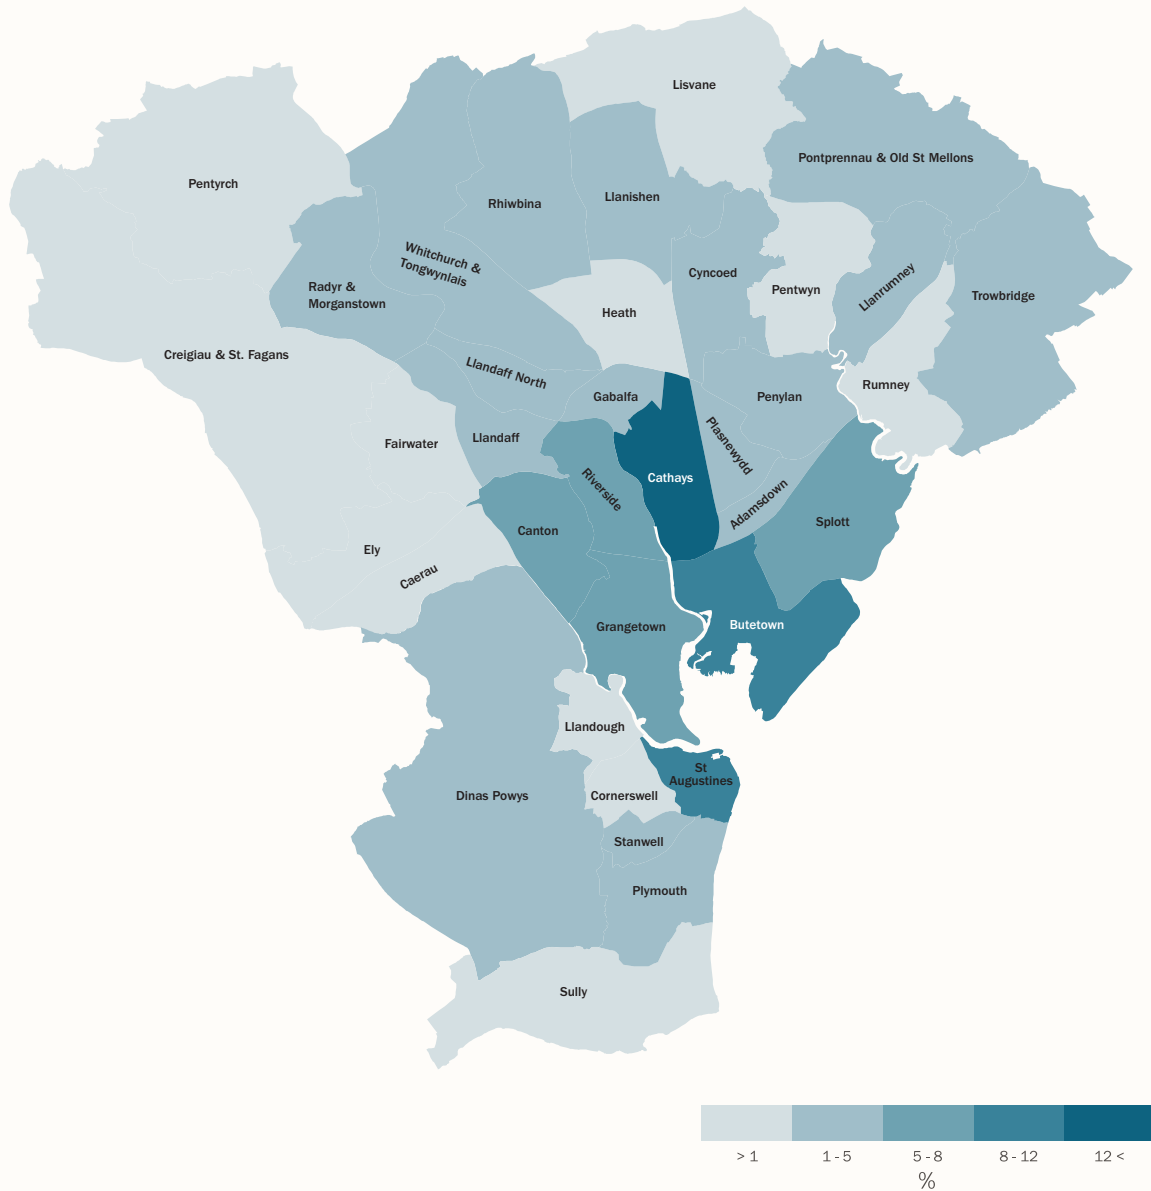 Lisvane
Pontprennau & Old St Mellons
Pentyrch
Rhiwbina
Llanishen
Whitchurch &
Tongwynlais
Cyncoed
Radyr &
Morganstown
Pentwyn
Llanrumney
Trowbridge
Heath
Creigiau & St. Fagans
Llandaff North
Rumney
Gabalfa
Penylan
Llandaff
Fairwater
Plasnewydd
Cathays
Riverside
Adamsdown
Splott
Canton
Ely
Caerau
Grangetown
Butetown
Llandough
St
Augustines
Dinas Powys
Cornerswell
Stanwell
Plymouth
Sully
> 1 1 - 5 5 - 8 8 - 12 12 <
%